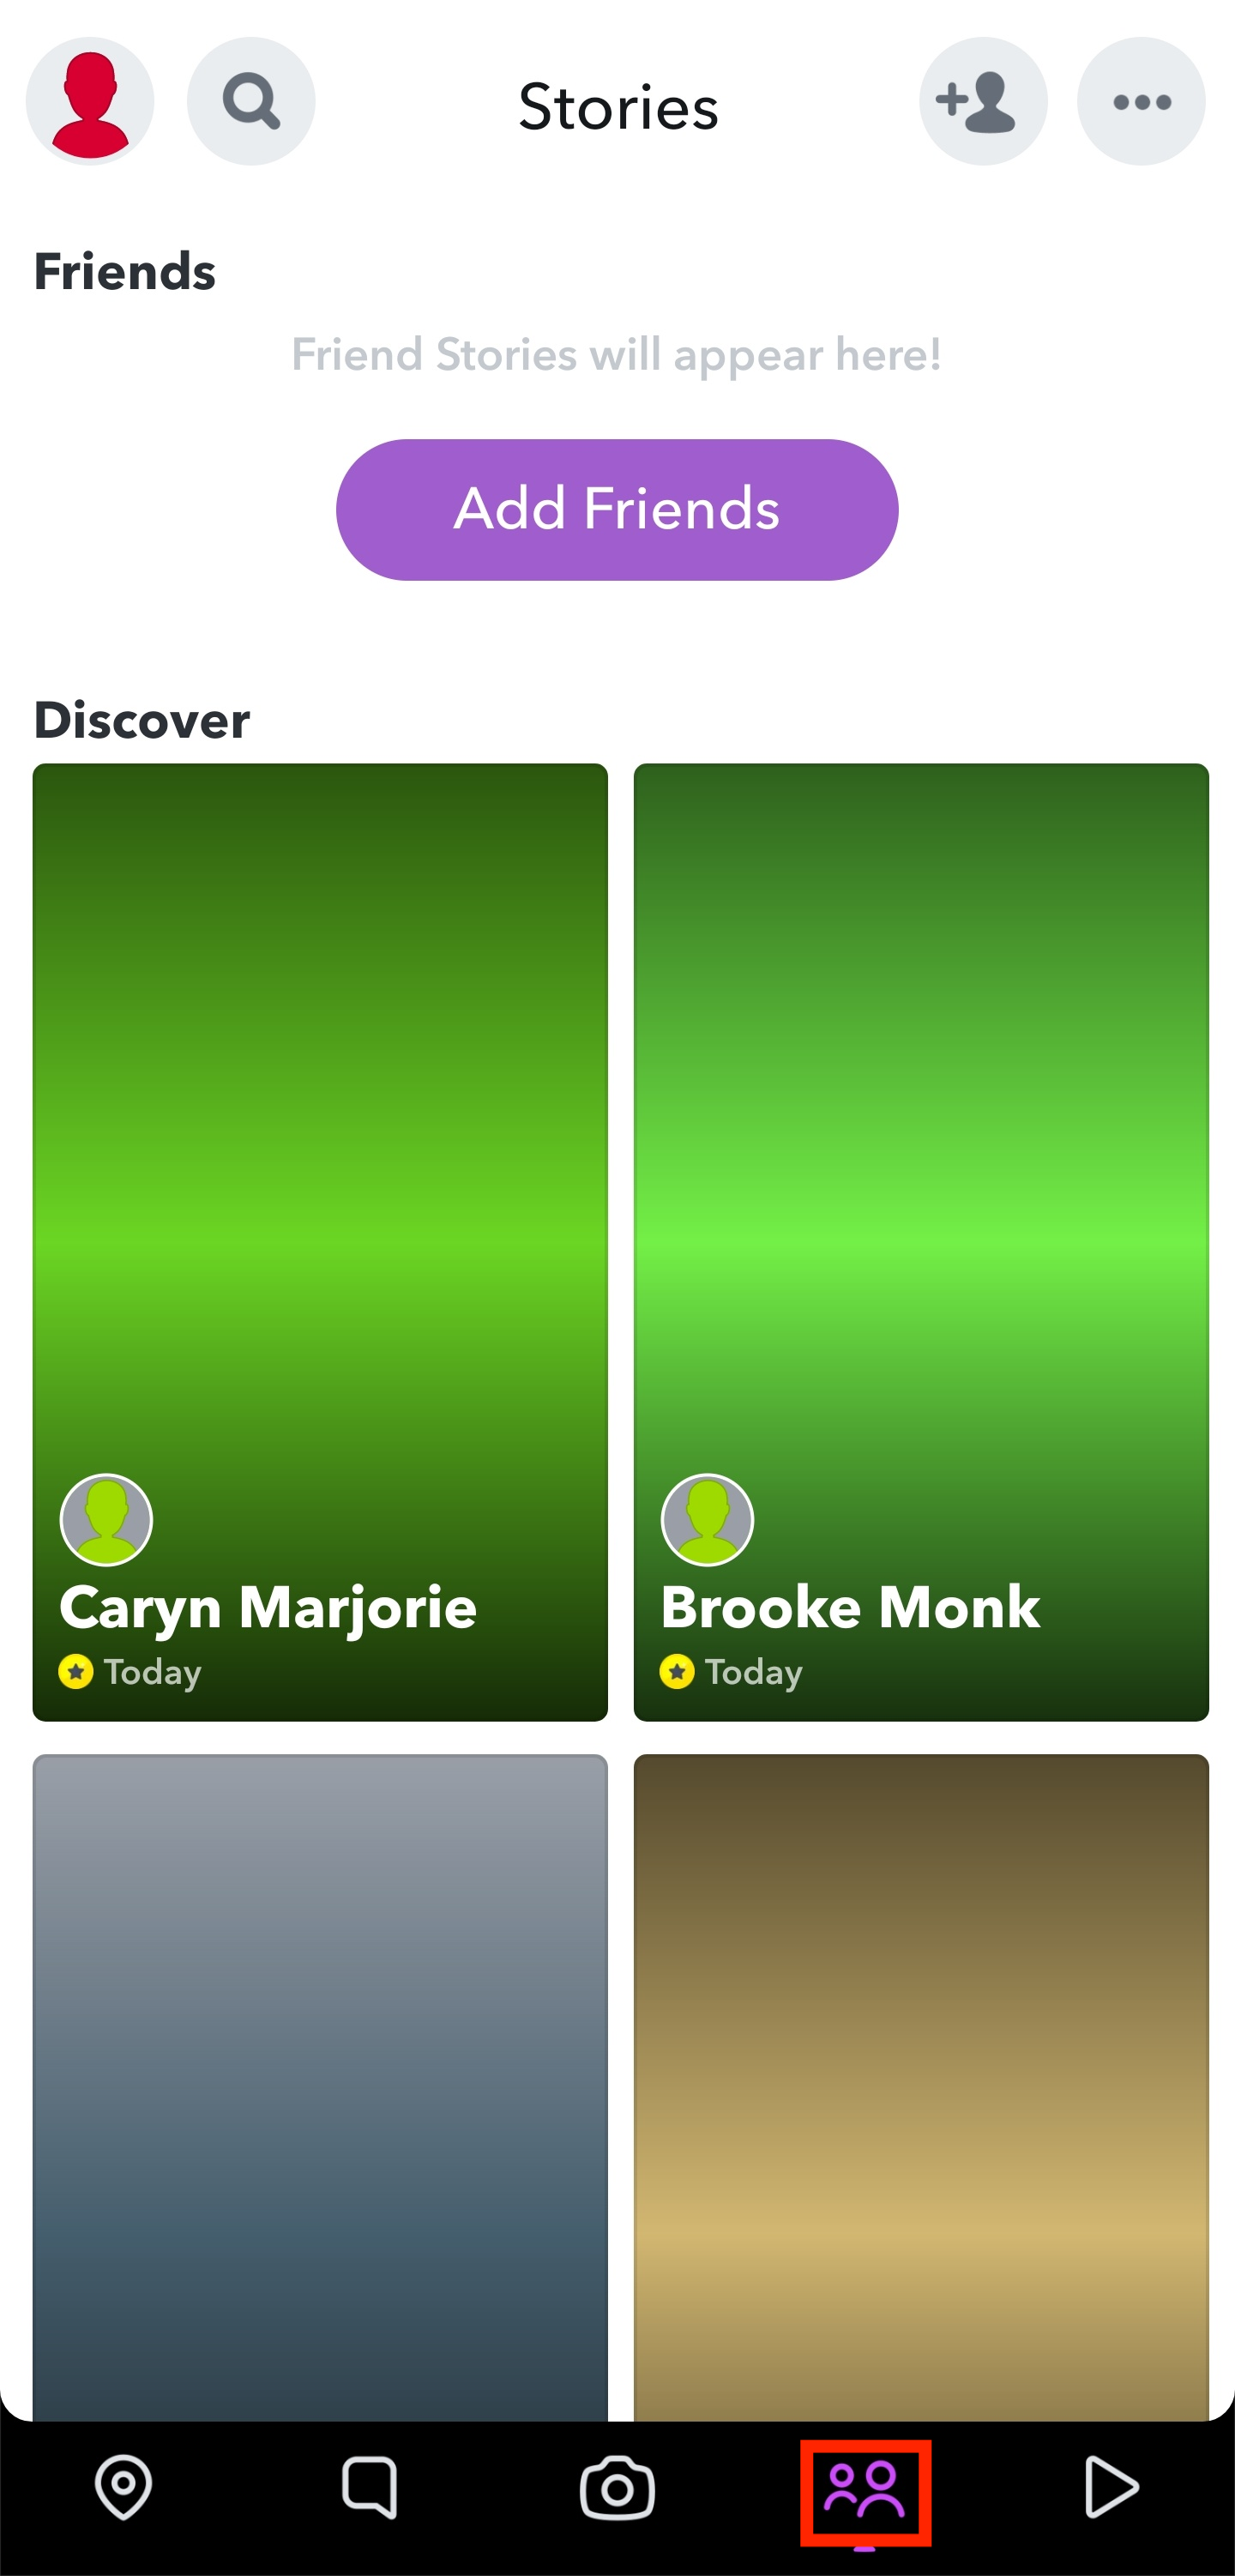 Stories
Friends
Friend Stories will appear here!
Add Friends
Discover
Caryn Marjorie
Today
Brooke Monk
Today